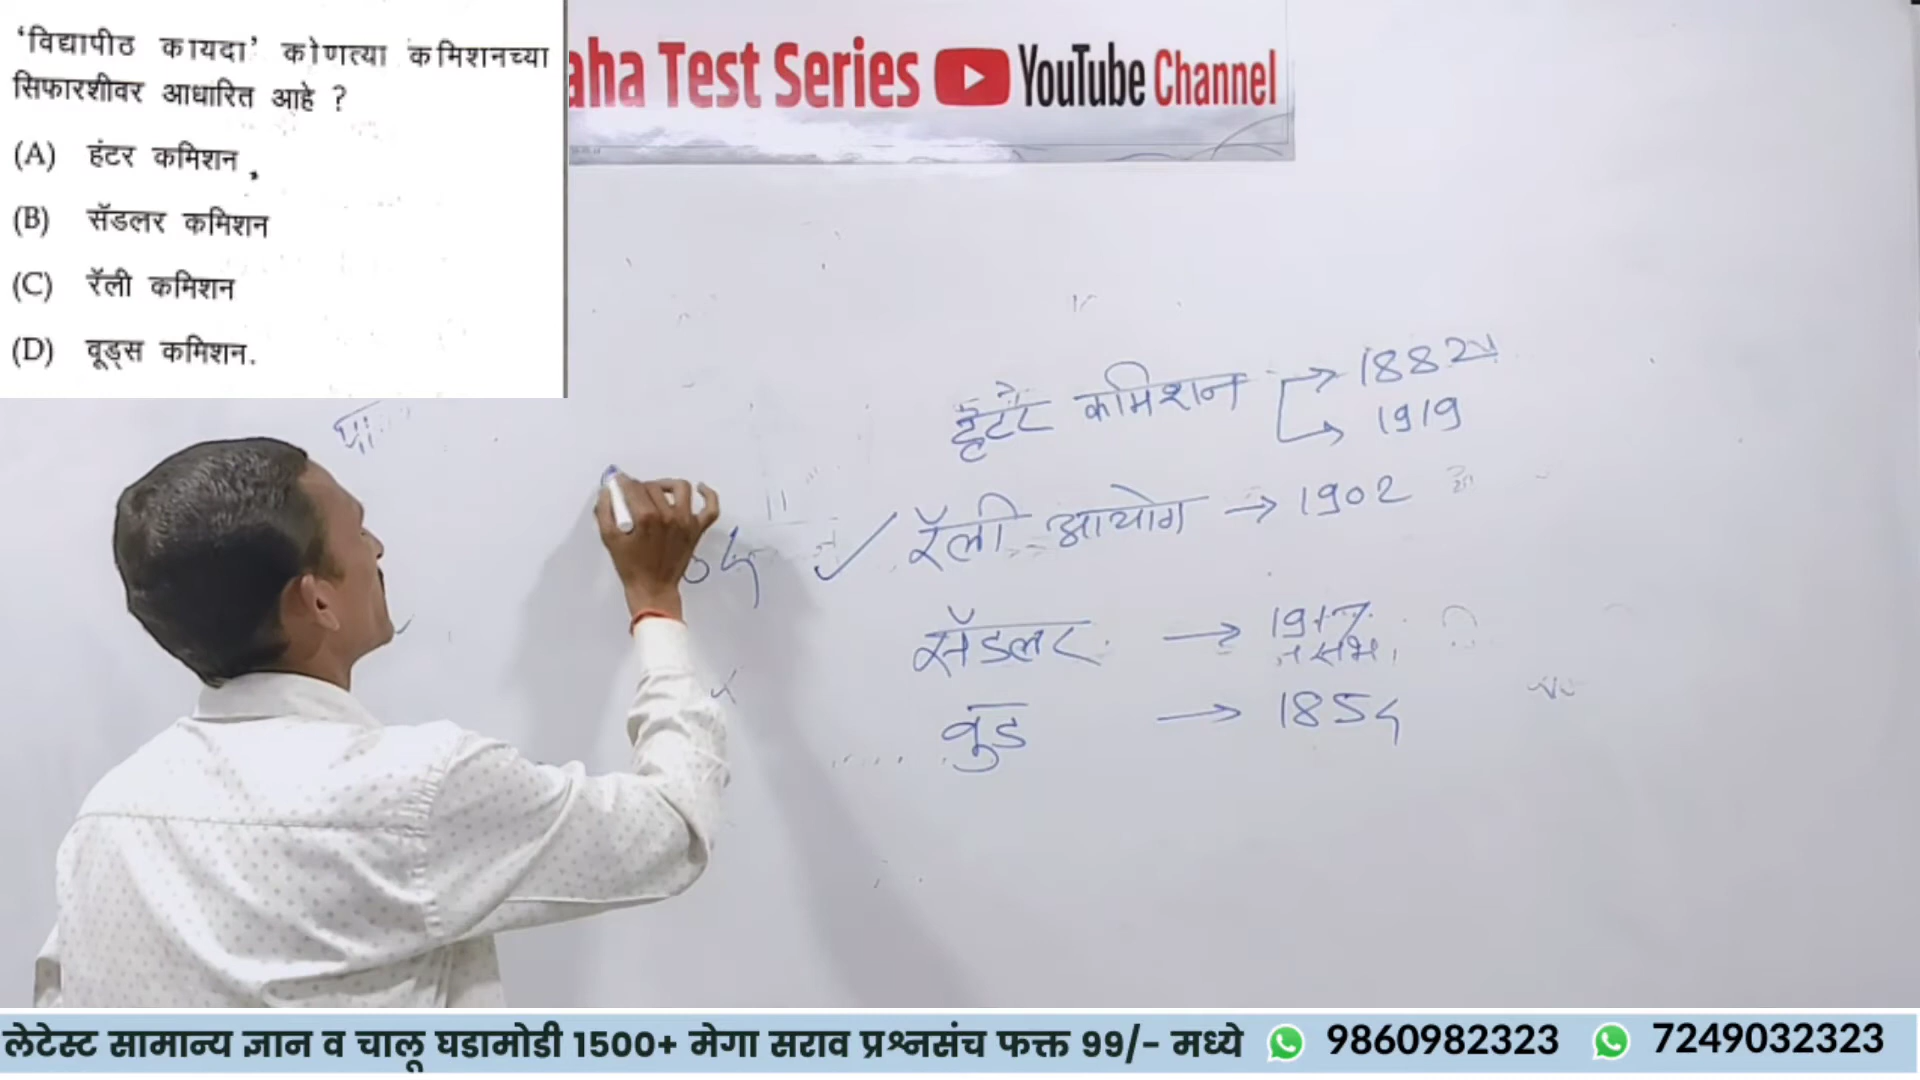 ‘विद्यापीठ कायदा’ कोणत्या कमिशनच्या
सिफारशीवर आधारित आहे ?
(A) हंटर कमिशन
(B) सॅडलर कमिशन
(C) रॅली कमिशन
(D) वूड्स कमिशन.
aha Test Series YouTube Channel
हंटर कमिशन → 1882
→ 1919
✓ रॅली आयोग → 1902
सॅडलर → 1917
वुड → 1854
लेटेस्ट सामान्य ज्ञान व चालू घडामोडी 1500+ मेगा सराव प्रश्नसंच फक्त 99/- मध्ये 9860982323 7249032323